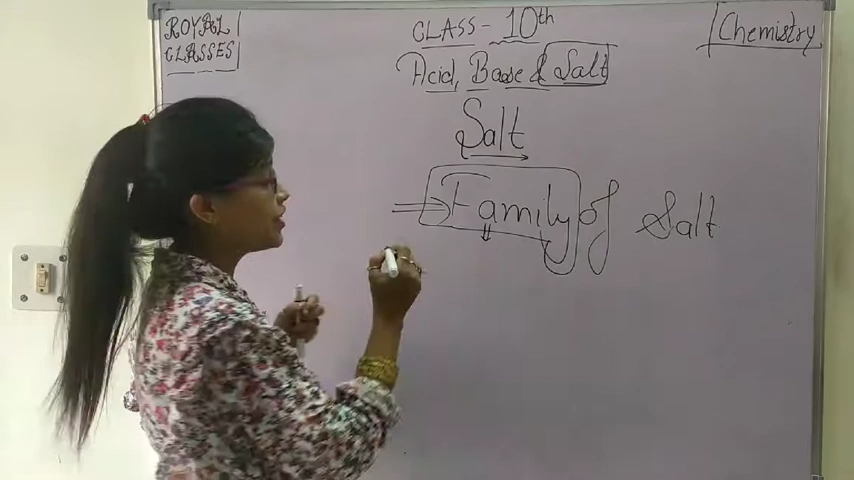 ROYAL
CLASSES
CLASS - 10th
Chemistry
Acid, Base & Salt
Salt
Family of Salt